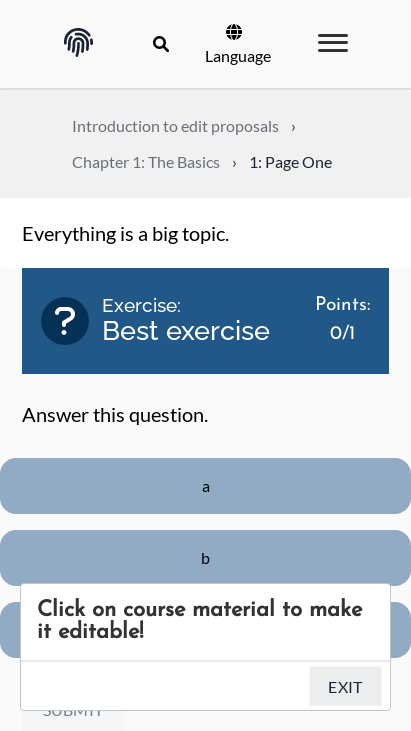 Language
Introduction to edit proposals ›
Chapter 1: The Basics › 1: Page One
Everything is a big topic.
Exercise:
Best exercise
Points:
0/1
Answer this question.
a
b
Click on course material to make
it editable!
EXIT
SUBMIT